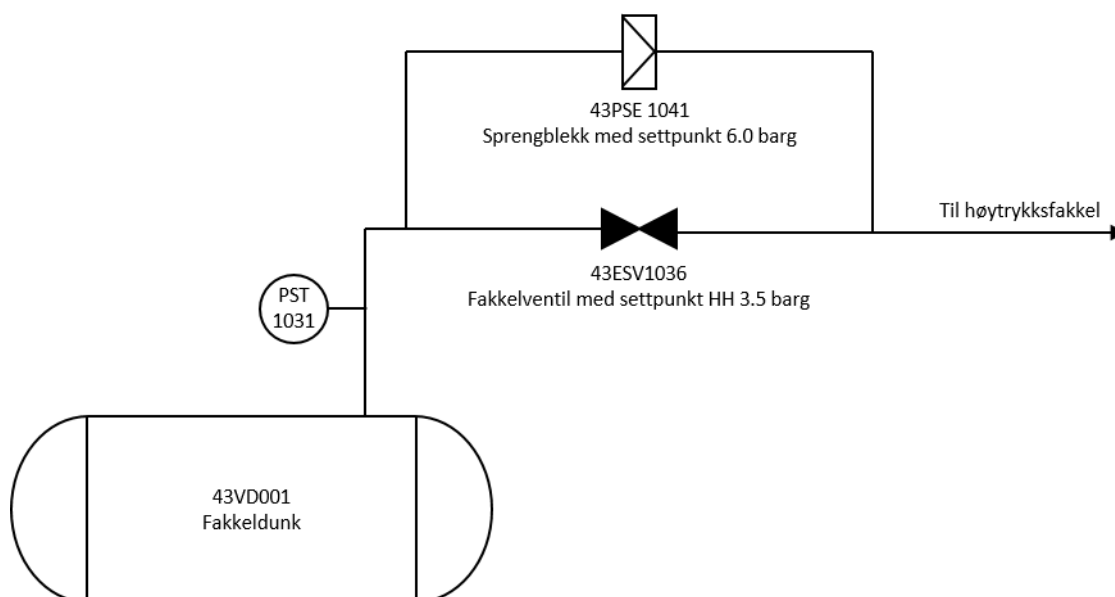 43PSE 1041
Sprengblekk med settpunkt 6.0 barg
Til høytrykksfakkel
43ESV1036
Fakkelventil med settpunkt HH 3.5 barg
PST
1031
43VD001
Fakkeldunk